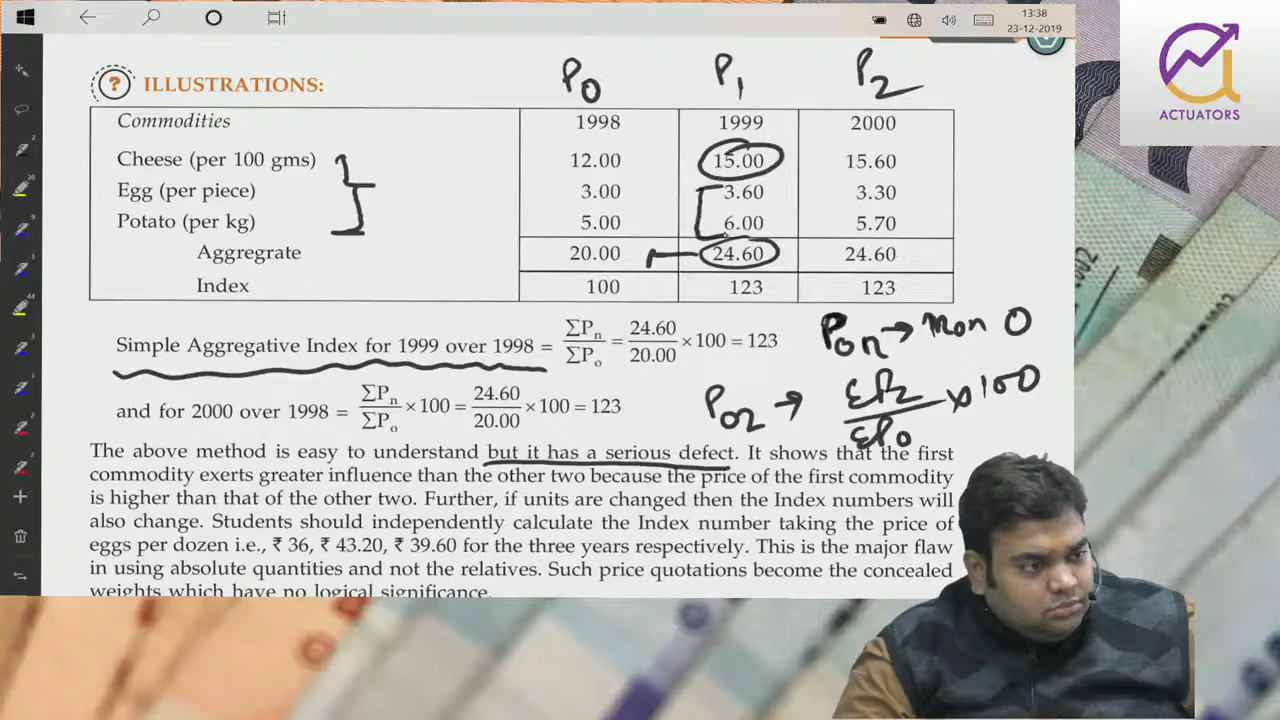 13:38
23-12-2019
ACTUATORS
? ILLUSTRATIONS:
P0 P1 P2
Commodities 1998 1999 2000
Cheese (per 100 gms) 12.00 15.00 15.60
Egg (per piece) 3.00 3.60 3.30
Potato (per kg) 5.00 6.00 5.70
Aggregrate 20.00 24.60 24.60
Index 100 123 123
Simple Aggregative Index for 1999 over 1998 = ΣPn/ΣPo = 24.60/20.00 × 100 = 123
P0n → n on 0
and for 2000 over 1998 = ΣPn/ΣPo × 100 = 24.60/20.00 × 100 = 123
P02 → ΣP2/ΣP0 × 100
The above method is easy to understand but it has a serious defect. It shows that the first
commodity exerts greater influence than the other two because the price of the first commodity
is higher than that of the other two. Further, if units are changed then the Index numbers will
also change. Students should independently calculate the Index number taking the price of
eggs per dozen i.e., ₹ 36, ₹ 43.20, ₹ 39.60 for the three years respectively. This is the major flaw
in using absolute quantities and not the relatives. Such price quotations become the concealed
weights which have no logical significance.